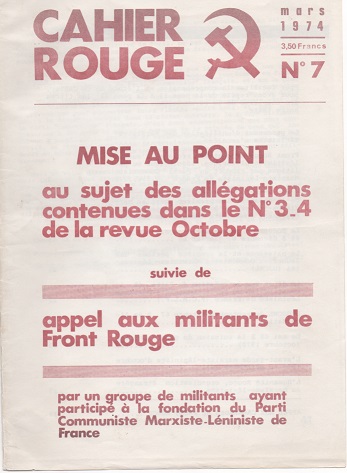 CAHIER
ROUGE
mars
1974
3,50 Francs
N° 7
MISE AU POINT
au sujet des allégations
contenues dans le N°3_4
de la revue Octobre
suivie de
appel aux militants de
Front Rouge
par un groupe de militants ayant
participé à la fondation du Parti
Communiste Marxiste-Léniniste de
France